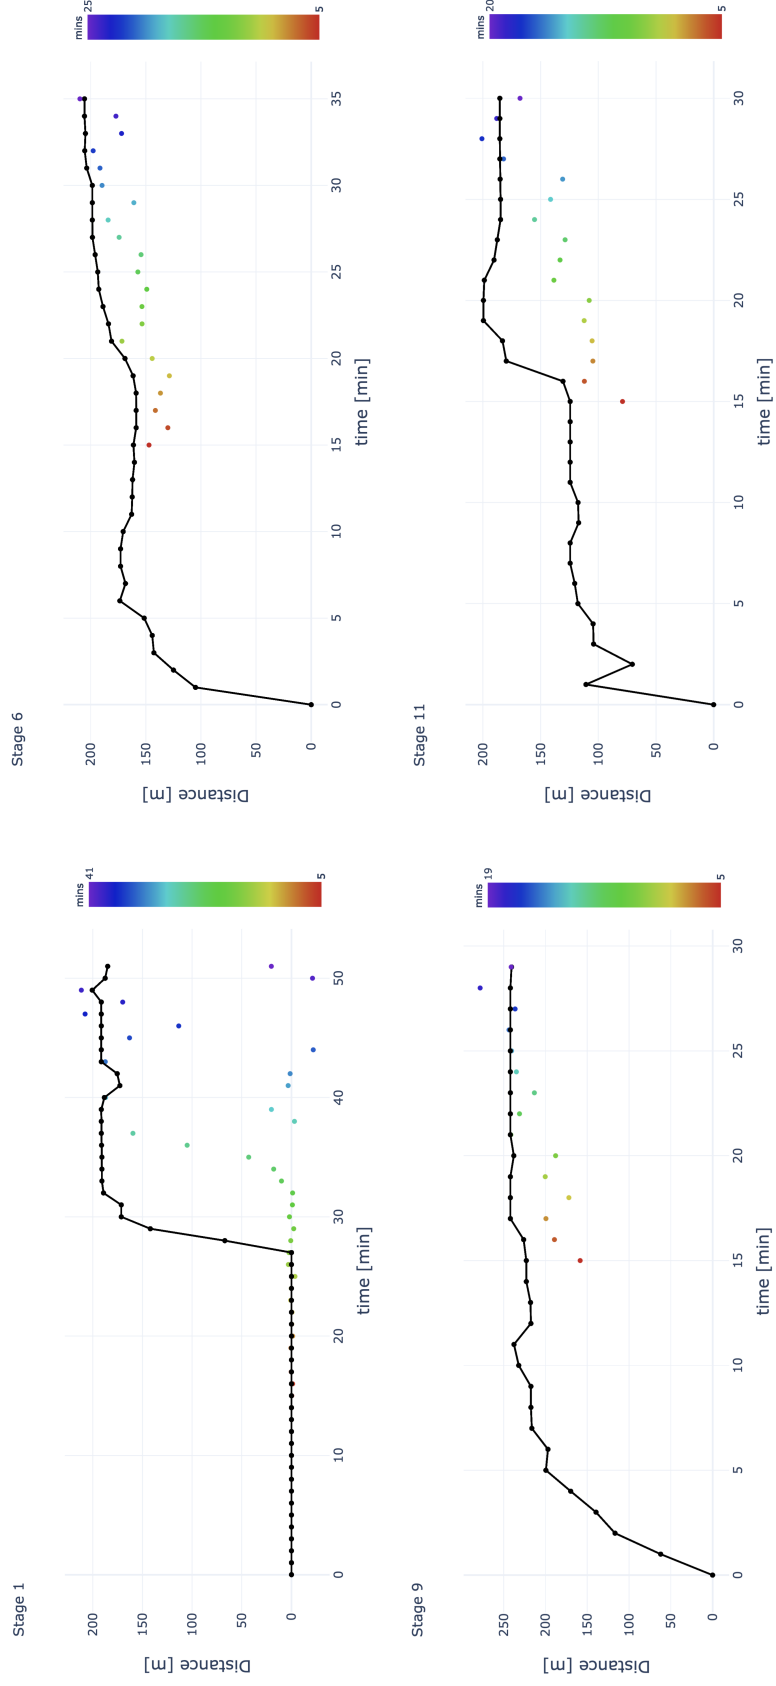 Stage 1
Distance [m]
200
150
100
50
0
0 10 20 30 40 50
time [min]
mins
41
5
Stage 6
Distance [m]
200
150
100
50
0
0 5 10 15 20 25 30 35
time [min]
mins
25
5
Stage 9
Distance [m]
250
200
150
100
50
0
0 5 10 15 20 25 30
time [min]
mins
19
5
Stage 11
Distance [m]
200
150
100
50
0
0 5 10 15 20 25 30
time [min]
mins
20
5